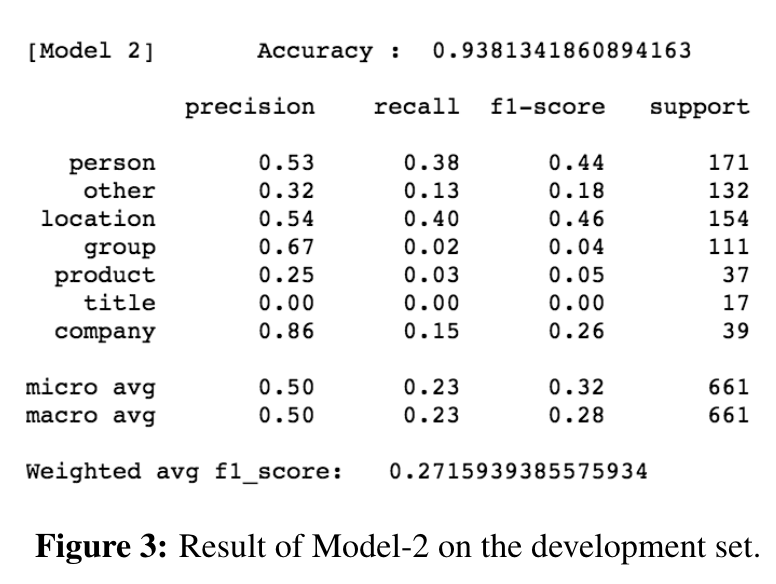 [Model 2] Accuracy : 0.9381341860894163
precision recall f1-score support
person 0.53 0.38 0.44 171
other 0.32 0.13 0.18 132
location 0.54 0.40 0.46 154
group 0.67 0.02 0.04 111
product 0.25 0.03 0.05 37
title 0.00 0.00 0.00 17
company 0.86 0.15 0.26 39
micro avg 0.50 0.23 0.32 661
macro avg 0.50 0.23 0.28 661
Weighted avg f1_score: 0.2715939385575934
Figure 3: Result of Model-2 on the development set.